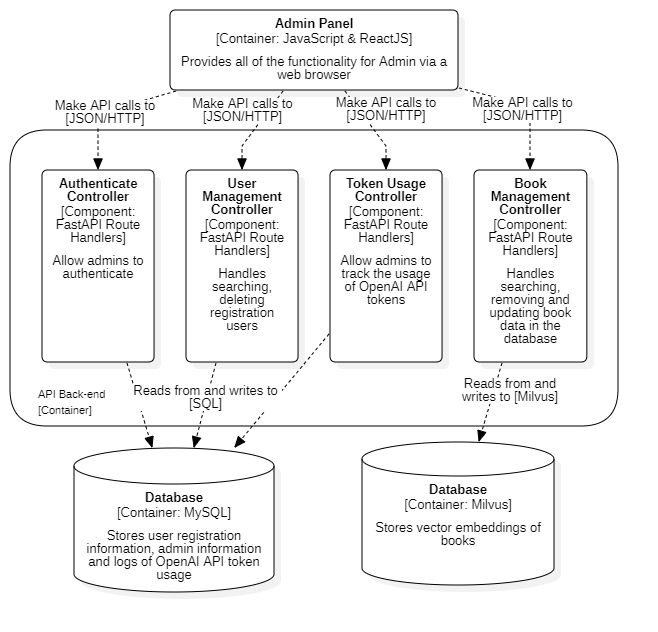 Admin Panel
[Container: JavaScript & ReactJS]
Provides all of the functionality for Admin via a
web browser
Make API calls to
[JSON/HTTP]
Make API calls to
[JSON/HTTP]
Make API calls to
[JSON/HTTP]
Make API calls to
[JSON/HTTP]
Authenticate
Controller
[Component:
FastAPI Route
Handlers]
Allow admins to
authenticate
User
Management
Controller
[Component:
FastAPI Route
Handlers]
Handles
searching,
deleting
registration
users
Token Usage
Controller
[Component:
FastAPI Route
Handlers]
Allow admins to
track the usage
of OpenAI API
tokens
Book
Management
Controller
[Component:
FastAPI Route
Handlers]
Handles
searching,
removing and
updating book
data in the
database
API Back-end
[Container]
Reads from and writes to
[SQL]
Reads from and
writes to [Milvus]
Database
[Container: MySQL]
Stores user registration
information, admin information
and logs of OpenAI API token
usage
Database
[Container: Milvus]
Stores vector embeddings of
books